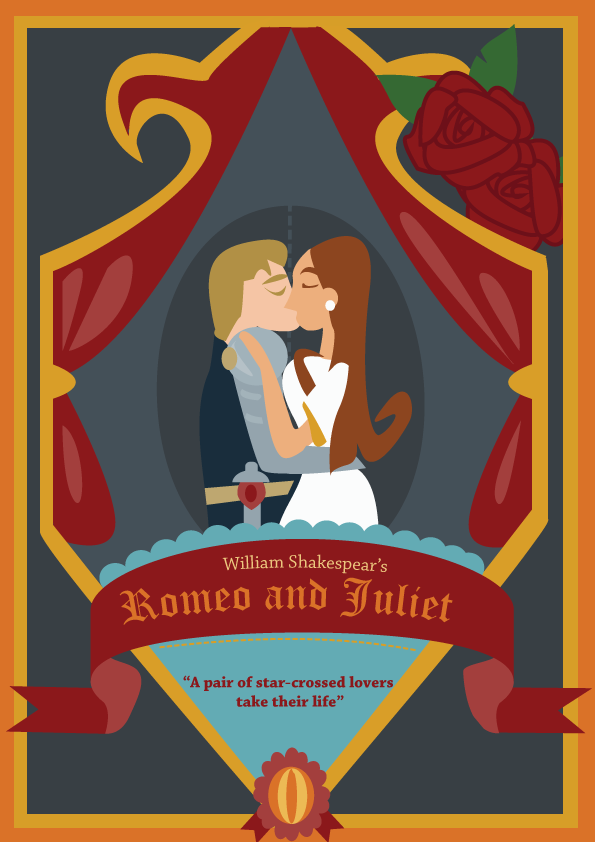 William Shakespear's
Romeo and Juliet
“A pair of star-crossed lovers
take their life”